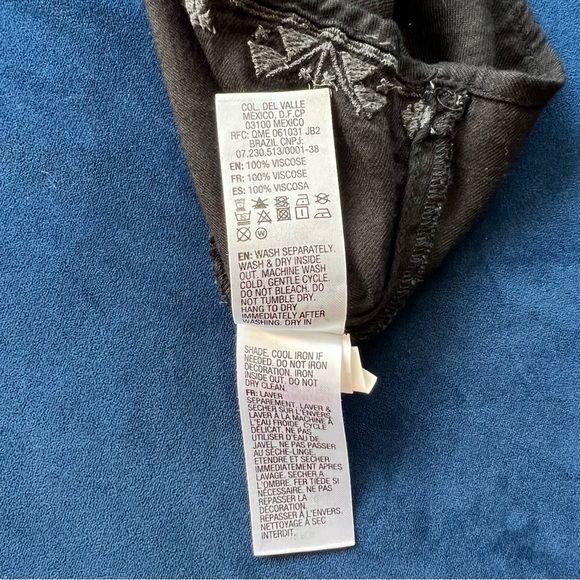 COL. DEL VALLE
MEXICO, D.F.CP
03100 MEXICO
RFC: QME 061031 JB2
BRAZIL CNPJ:
07.230.513/0001-38
EN: 100% VISCOSE
FR: 100% VISCOSE
ES: 100% VISCOSA
W
EN: WASH SEPARATELY.
WASH & DRY INSIDE
OUT. MACHINE WASH
COLD, GENTLE CYCLE.
DO NOT BLEACH. DO
NOT TUMBLE DRY.
HANG TO DRY
IMMEDIATELY AFTER
WASHING. DRY IN
SHADE. COOL IRON IF
NEEDED. DO NOT IRON
DECORATION. IRON
INSIDE OUT. DO NOT
DRY CLEAN.
FR: LAVER
SEPAREMENT. LAVER &
SÉCHER SUR L'ENVERS.
LAVER À LA MACHINE À
L'EAU FROIDE, CYCLE
DÉLICAT. NE PAS
UTILISER D'EAU DE
JAVEL. NE PAS PASSER
AU SÈCHE-LINGE.
ETENDRE ET SÉCHER
IMMÉDIATEMENT APRÈS
LAVAGE. SÉCHER À
L'OMBRE. FER TIÈDE SI
NÉCESSAIRE. NE PAS
REPASSER LA
DÉCORATION.
REPASSER À L'ENVERS.
NETTOYAGE À SEC
INTERDIT.